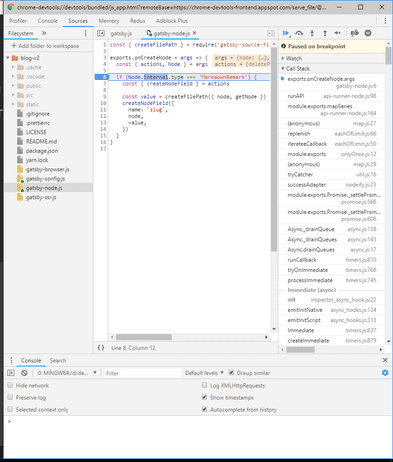 chrome-devtools://devtools/bundled/js_app.html?remoteBase=https://chrome-devtools-frontend.appspot.com/serve_file/@
Profiler Console Sources Memory Redux Adblock Plus
Filesystem
gatsby.js gatsby-node.js
Paused on breakpoint
Watch
Call Stack
+ Add folder to workspace
blog-v2
.cache
.vscode
public
src
static
.gitignore
.prettierrc
LICENSE
README.md
package.json
yarn.lock
gatsby-browser.js
gatsby-config.js
gatsby-node.js
gatsby-ssr.js
const { createFilePath } = require('gatsby-source-fi
exports.onCreateNode = args => {
const { actions, Node } = args
if (Node.internal.type === 'MarkdownRemark') {
const { createNodeField } = actions
const value = createFilePath({ node, getNode })
createNodeField({
name: `slug`,
node,
value,
})
}
}
exports.onCreateNode.args
gatsby-node.js:6
runAPI api-runner-node.js:98
module.exports.mapSeries
api-runner-node.js:164
(anonymous) map.js:27
replenish eachOfLimit.js:66
iterateeCallback eachOfLimit.js:50
module.exports onlyOnce.js:12
(anonymous) map.js:29
tryCatcher util.js:16
successAdapter nodeify.js:23
module.exports.Promise._settleProm…
promise.js:566
module.exports.Promise._settlePromi…
promise.js:606
Async._drainQueue async.js:138
Async._drainQueues async.js:143
Async.drainQueues async.js:17
runCallback timers.js:810
tryOnImmediate timers.js:768
processImmediate timers.js:745
Immediate (async)
init inspector_async_hook.js:22
emitInitNative async_hooks.js:
emitInitScript async_hooks.js:
Immediate timers.js:837
createImmediate timers.js:879
{} Line 6, Column 12
Console Search
MINGW64/d/de… Filter Default levels Group similar
Hide network Log XMLHttpRequests
Preserve log Show timestamps
Selected context only Autocomplete from history
>